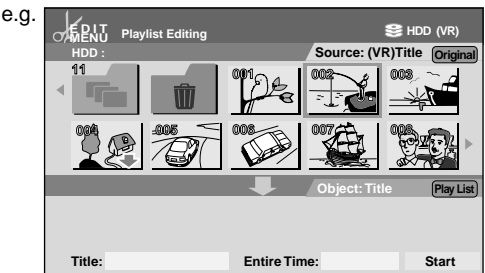 e.g.
EDIT
MENU
Playlist Editing
HDD (VR)
HDD :
Source: (VR)Title
Original
11
001
002
003
004
005
006
007
008
Object: Title
Play List
Title:
Entire Time:
Start